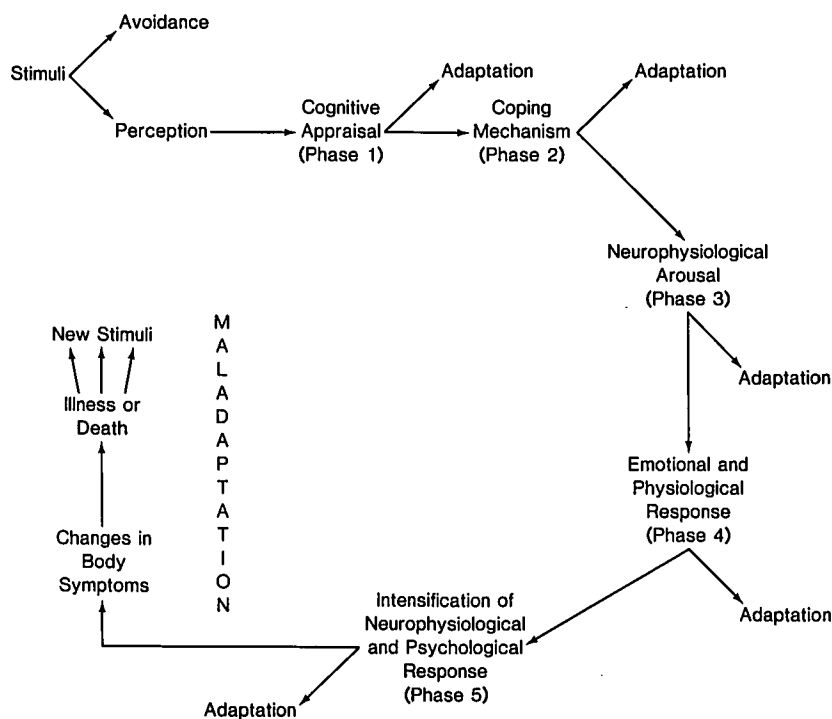 Avoidance
Stimuli
Perception
Cognitive
Appraisal
(Phase 1)
Adaptation
Coping
Mechanism
(Phase 2)
Adaptation
Neurophysiological
Arousal
(Phase 3)
Adaptation
Emotional and
Physiological
Response
(Phase 4)
Adaptation
Intensification of
Neurophysiological
and Psychological
Response
(Phase 5)
Adaptation
Changes in
Body
Symptoms
Illness or
Death
New Stimuli
M
A
L
A
D
A
P
T
A
T
I
O
N